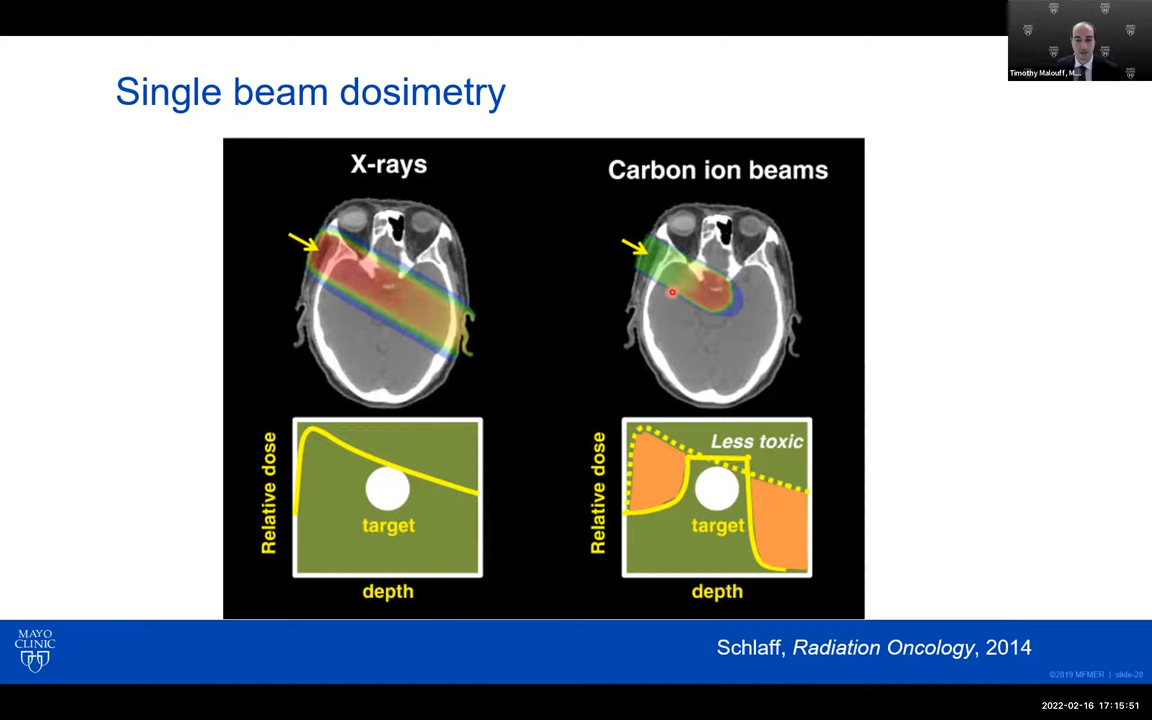 Timothy Malouff, M...
Single beam dosimetry
X-rays
Carbon ion beams
Relative dose
target
depth
Relative dose
Less toxic
target
depth
MAYO
CLINIC
Schlaff, Radiation Oncology, 2014
©2019 MFMER | slide-20
2022-02-16 17:15:51